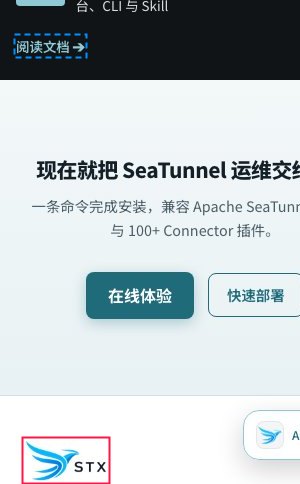 台、CLI 与 Skill
阅读文档 ➔
现在就把 SeaTunnel 运维交
一条命令完成安装，兼容 Apache SeaTun
与 100+ Connector 插件。
在线体验
快速部署
A
STX